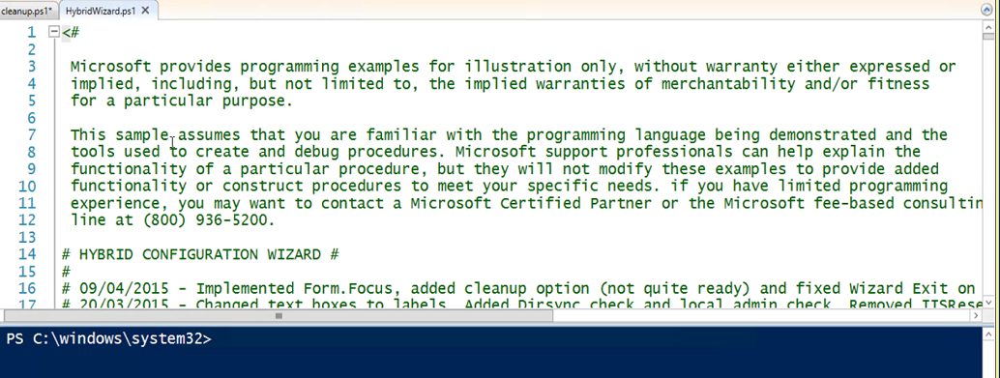 cleanup.ps1* HybridWizard.ps1 X
1 <#
2
3 Microsoft provides programming examples for illustration only, without warranty either expressed or
4 implied, including, but not limited to, the implied warranties of merchantability and/or fitness
5 for a particular purpose.
6
7 This sample assumes that you are familiar with the programming language being demonstrated and the
8 tools used to create and debug procedures. Microsoft support professionals can help explain the
9 functionality of a particular procedure, but they will not modify these examples to provide added
10 functionality or construct procedures to meet your specific needs. if you have limited programming
11 experience, you may want to contact a Microsoft Certified Partner or the Microsoft fee-based consultin
12 line at (800) 936-5200.
13
14 # HYBRID CONFIGURATION WIZARD #
15 #
16 # 09/04/2015 - Implemented Form.Focus, added cleanup option (not quite ready) and fixed Wizard Exit on
17 # 20/03/2015 - Changed text boxes to labels. Added Dirsync check and local admin check. Removed IISRese
PS C:\windows\system32>